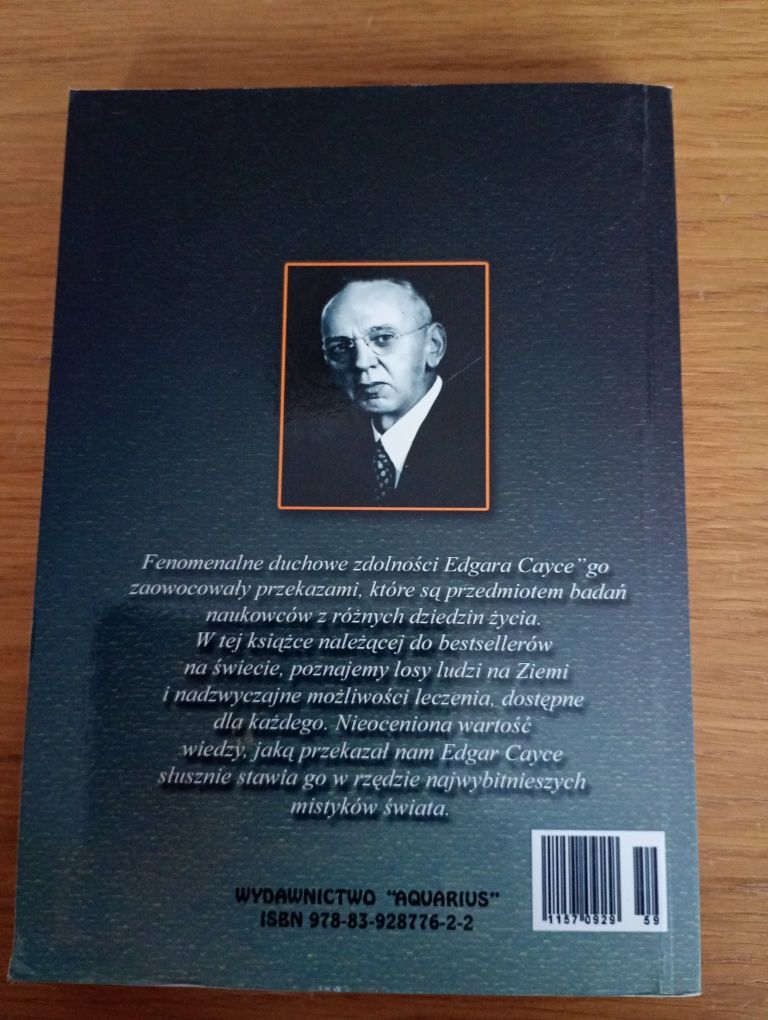 Fenomenalne duchowe zdolności Edgara Cayce"go
zaowocowały przekazami, które są przedmiotem badań
naukowców z różnych dziedzin życia.
W tej książce należącej do bestsellerów
na świecie, poznajemy losy ludzi na Ziemi
i nadzwyczajne możliwości leczenia, dostępne
dla każdego. Nieoceniona wartość
wiedzy, jaką przekazał nam Edgar Cayce
słusznie stawia go w rzędzie najwybitnieszych
mistyków świata.
WYDAWNICTWO "AQUARIUS"
ISBN 978-83-928776-2-2
1157 0929 59